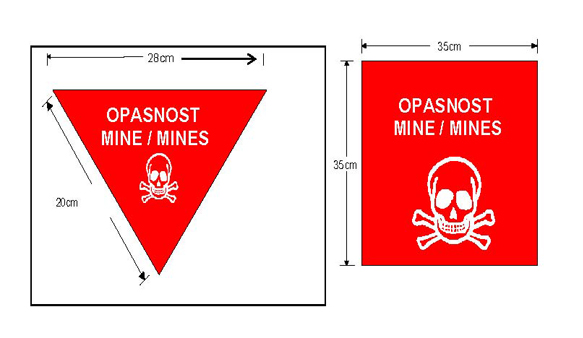 28cm
OPASNOST
MINE / MINES
20cm
35cm
OPASNOST
MINE / MINES
35cm